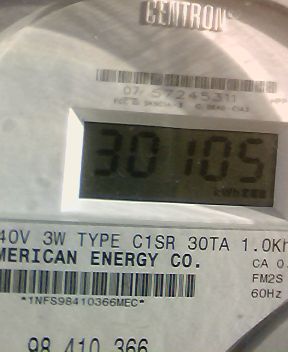 CENTRON
07 57245311
30105
kWh
40V 3W TYPE C1SR 30TA 1.0Kh
MERICAN ENERGY CO.
CA 0.
FM2S
*1NFS98410366MEC*
60Hz
98 410 366